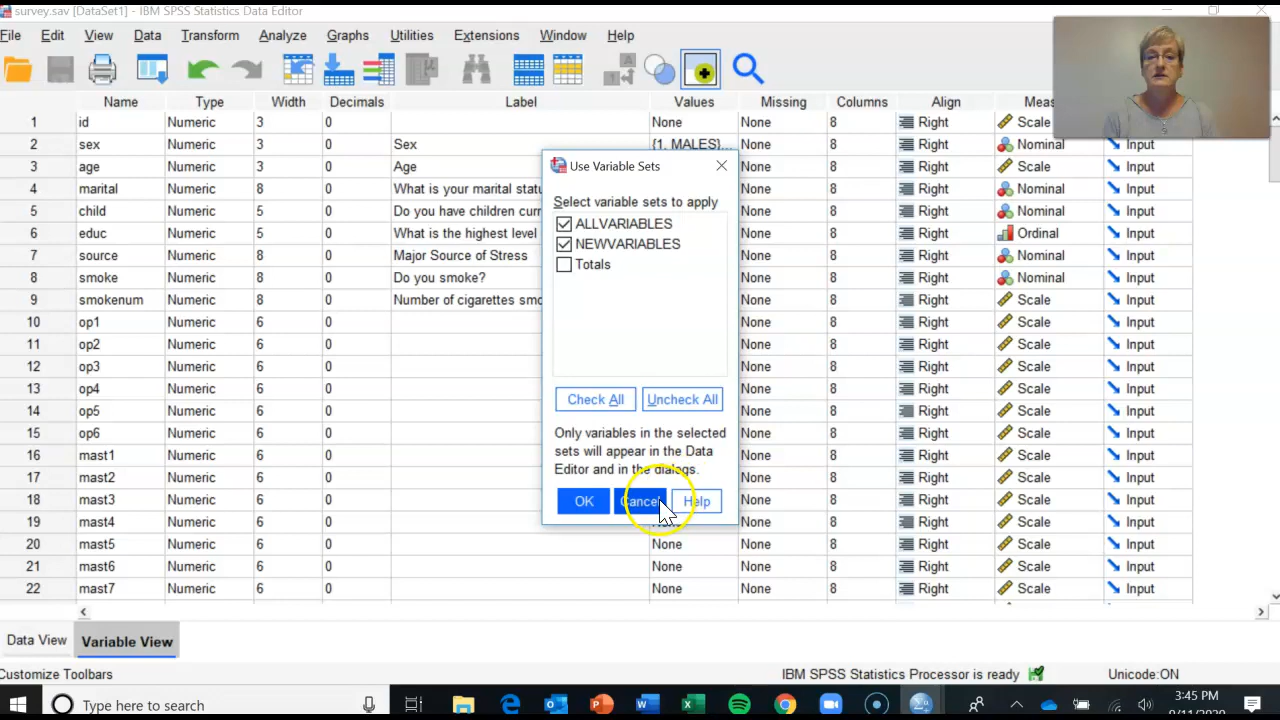 survey.sav [DataSet1] - IBM SPSS Statistics Data Editor
File Edit View Data Transform Analyze Graphs Utilities Extensions Window Help
Name Type Width Decimals Label Values Missing Columns Align Meas
1 id Numeric 3 0 None None 8 Right Scale
2 sex Numeric 3 0 Sex {1, MALES}... None 8 Right Nominal Input
3 age Numeric 3 0 Age None 8 Right Scale Input
4 marital Numeric 8 0 What is your marital statu None 8 Right Nominal Input
5 child Numeric 5 0 Do you have children curr None 8 Right Nominal Input
6 educ Numeric 5 0 What is the highest level None 8 Right Ordinal Input
7 source Numeric 8 0 Major Source of Stress None 8 Right Nominal Input
8 smoke Numeric 8 0 Do you smoke? None 8 Right Nominal Input
9 smokenum Numeric 8 0 Number of cigarettes smo None 8 Right Scale Input
10 op1 Numeric 6 0 None 8 Right Scale Input
11 op2 Numeric 6 0 None 8 Right Scale Input
12 op3 Numeric 6 0 None 8 Right Scale Input
13 op4 Numeric 6 0 None 8 Right Scale Input
14 op5 Numeric 6 0 None 8 Right Scale Input
15 op6 Numeric 6 0 None 8 Right Scale Input
16 mast1 Numeric 6 0 None 8 Right Scale Input
17 mast2 Numeric 6 0 None 8 Right Scale Input
18 mast3 Numeric 6 0 None 8 Right Scale Input
19 mast4 Numeric 6 0 None None 8 Right Scale Input
20 mast5 Numeric 6 0 None None 8 Right Scale Input
21 mast6 Numeric 6 0 None None 8 Right Scale Input
22 mast7 Numeric 6 0 None None 8 Right Scale Input
Use Variable Sets
Select variable sets to apply
ALLVARIABLES
NEWVARIABLES
Totals
Check All Uncheck All
Only variables in the selected
sets will appear in the Data
Editor and in the dialogs.
OK Cancel Help
Data View Variable View
Customize Toolbars IBM SPSS Statistics Processor is ready Unicode:ON
Type here to search
3:45 PM